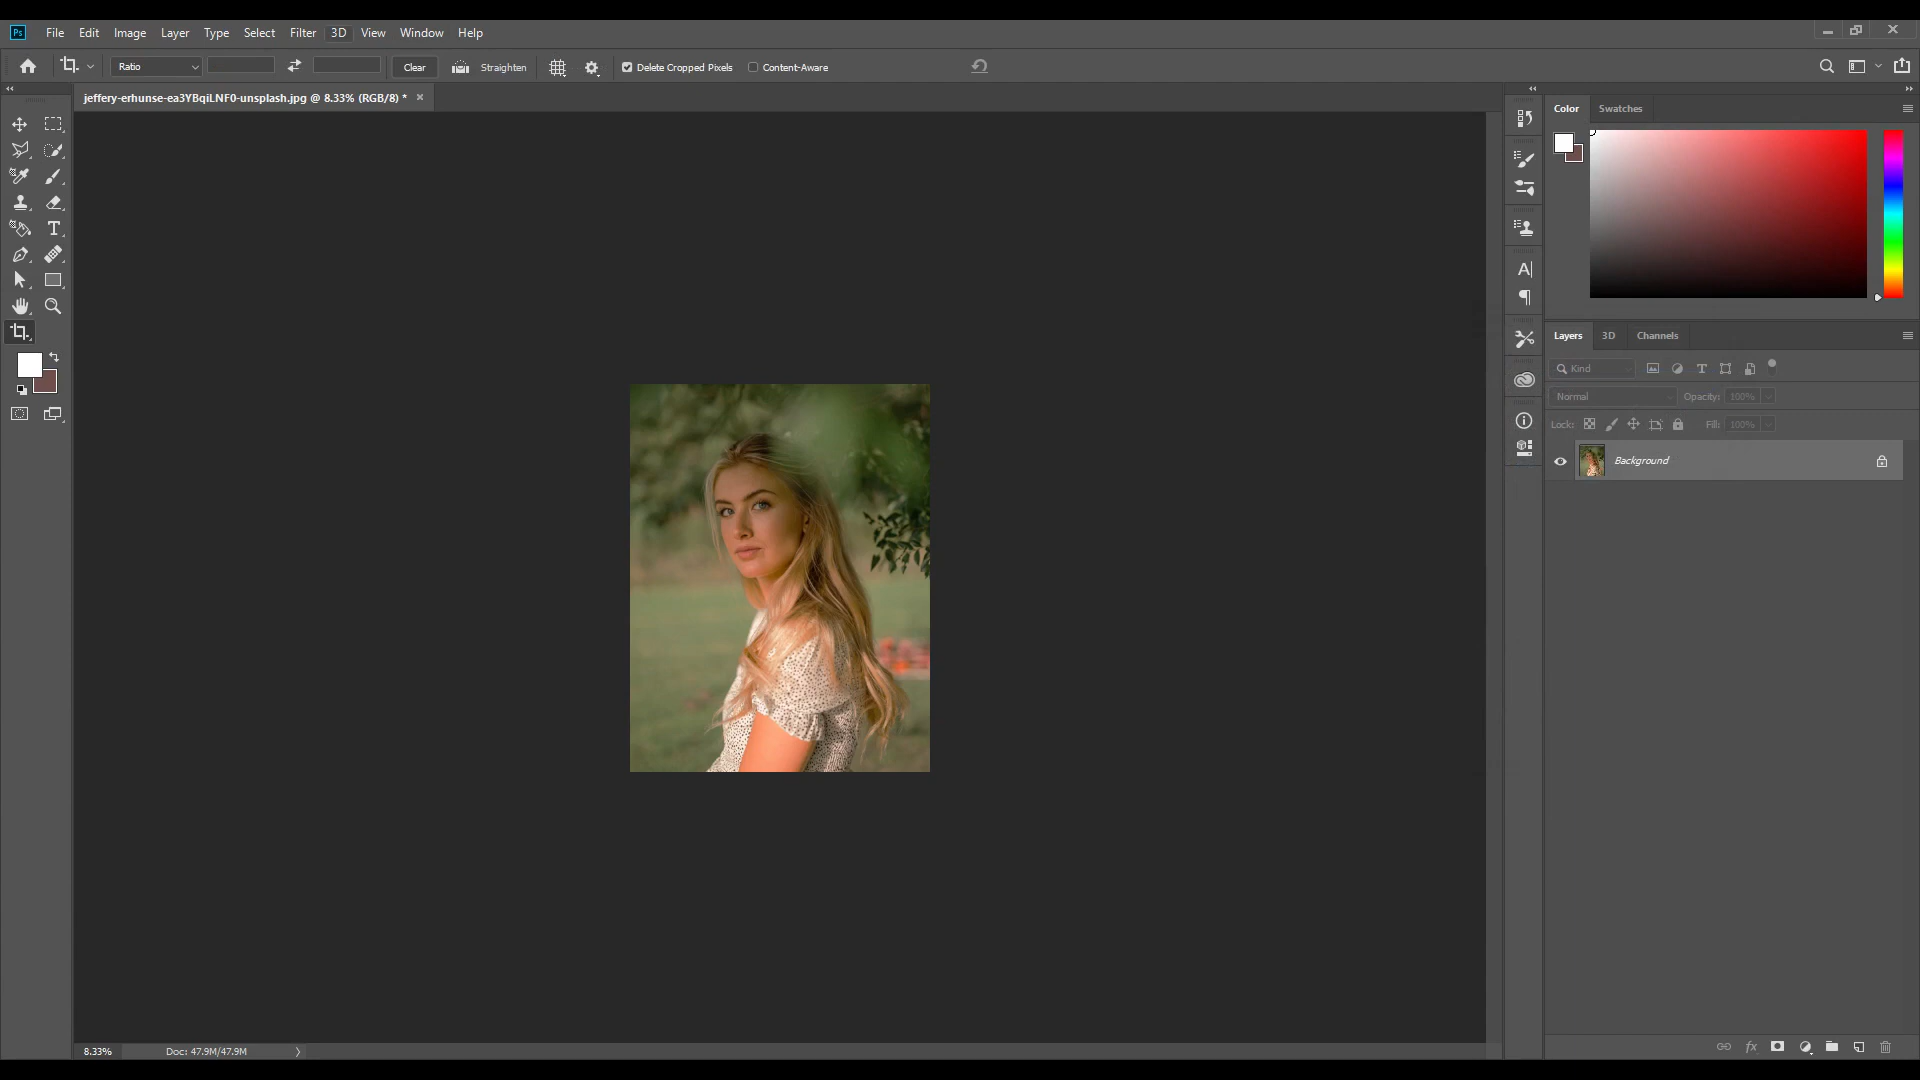 Ps File Edit Image Layer Type Select Filter 3D View Window Help
Ratio Clear Straighten Delete Cropped Pixels Content-Aware
jeffery-erhunse-ea3YBqiLNF0-unsplash.jpg @ 8.33% (RGB/8) *
Color Swatches
Layers 3D Channels
Kind
Normal Opacity: 100%
Lock: Fill: 100%
Background
8.33% Doc: 47.9M/47.9M